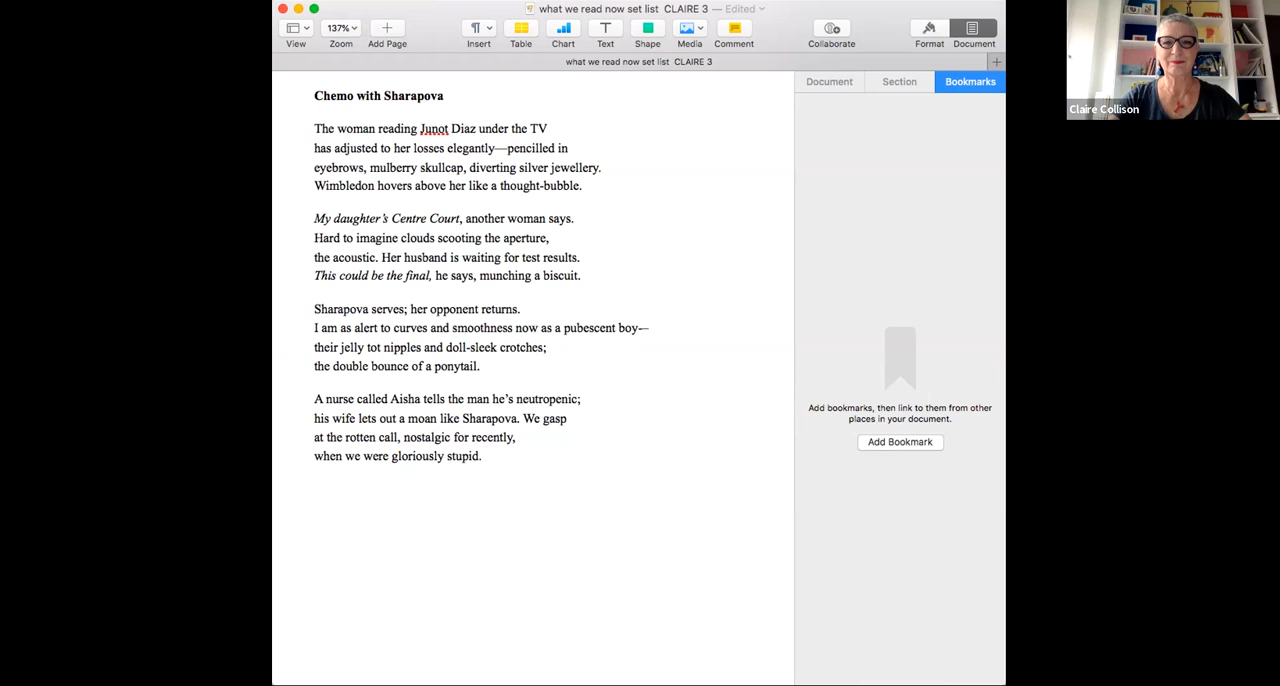 what we read now set list CLAIRE 3 — Edited
137%
View
Zoom
Add Page
Insert
Table
Chart
Text
Shape
Media
Comment
Collaborate
Format
Document
what we read now set list CLAIRE 3
Chemo with Sharapova
The woman reading Junot Diaz under the TV
has adjusted to her losses elegantly—pencilled in
eyebrows, mulberry skullcap, diverting silver jewellery.
Wimbledon hovers above her like a thought-bubble.
My daughter's Centre Court, another woman says.
Hard to imagine clouds scooting the aperture,
the acoustic. Her husband is waiting for test results.
This could be the final, he says, munching a biscuit.
Sharapova serves; her opponent returns.
I am as alert to curves and smoothness now as a pubescent boy—
their jelly tot nipples and doll-sleek crotches;
the double bounce of a ponytail.
A nurse called Aisha tells the man he's neutropenic;
his wife lets out a moan like Sharapova. We gasp
at the rotten call, nostalgic for recently,
when we were gloriously stupid.
Document
Section
Bookmarks
Add bookmarks, then link to them from other
places in your document.
Add Bookmark
Claire Collison